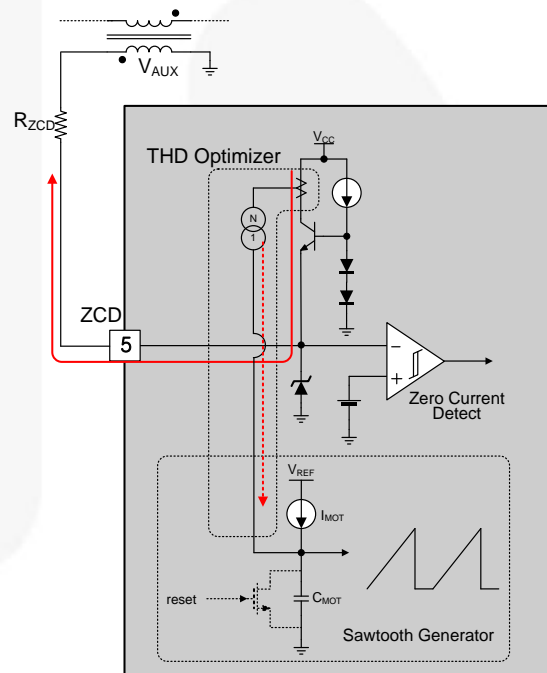 V_AUX
R_ZCD
THD Optimizer
V_CC
N
1
ZCD
5
−
+
Zero Current
Detect
V_REF
I_MOT
reset
C_MOT
Sawtooth Generator